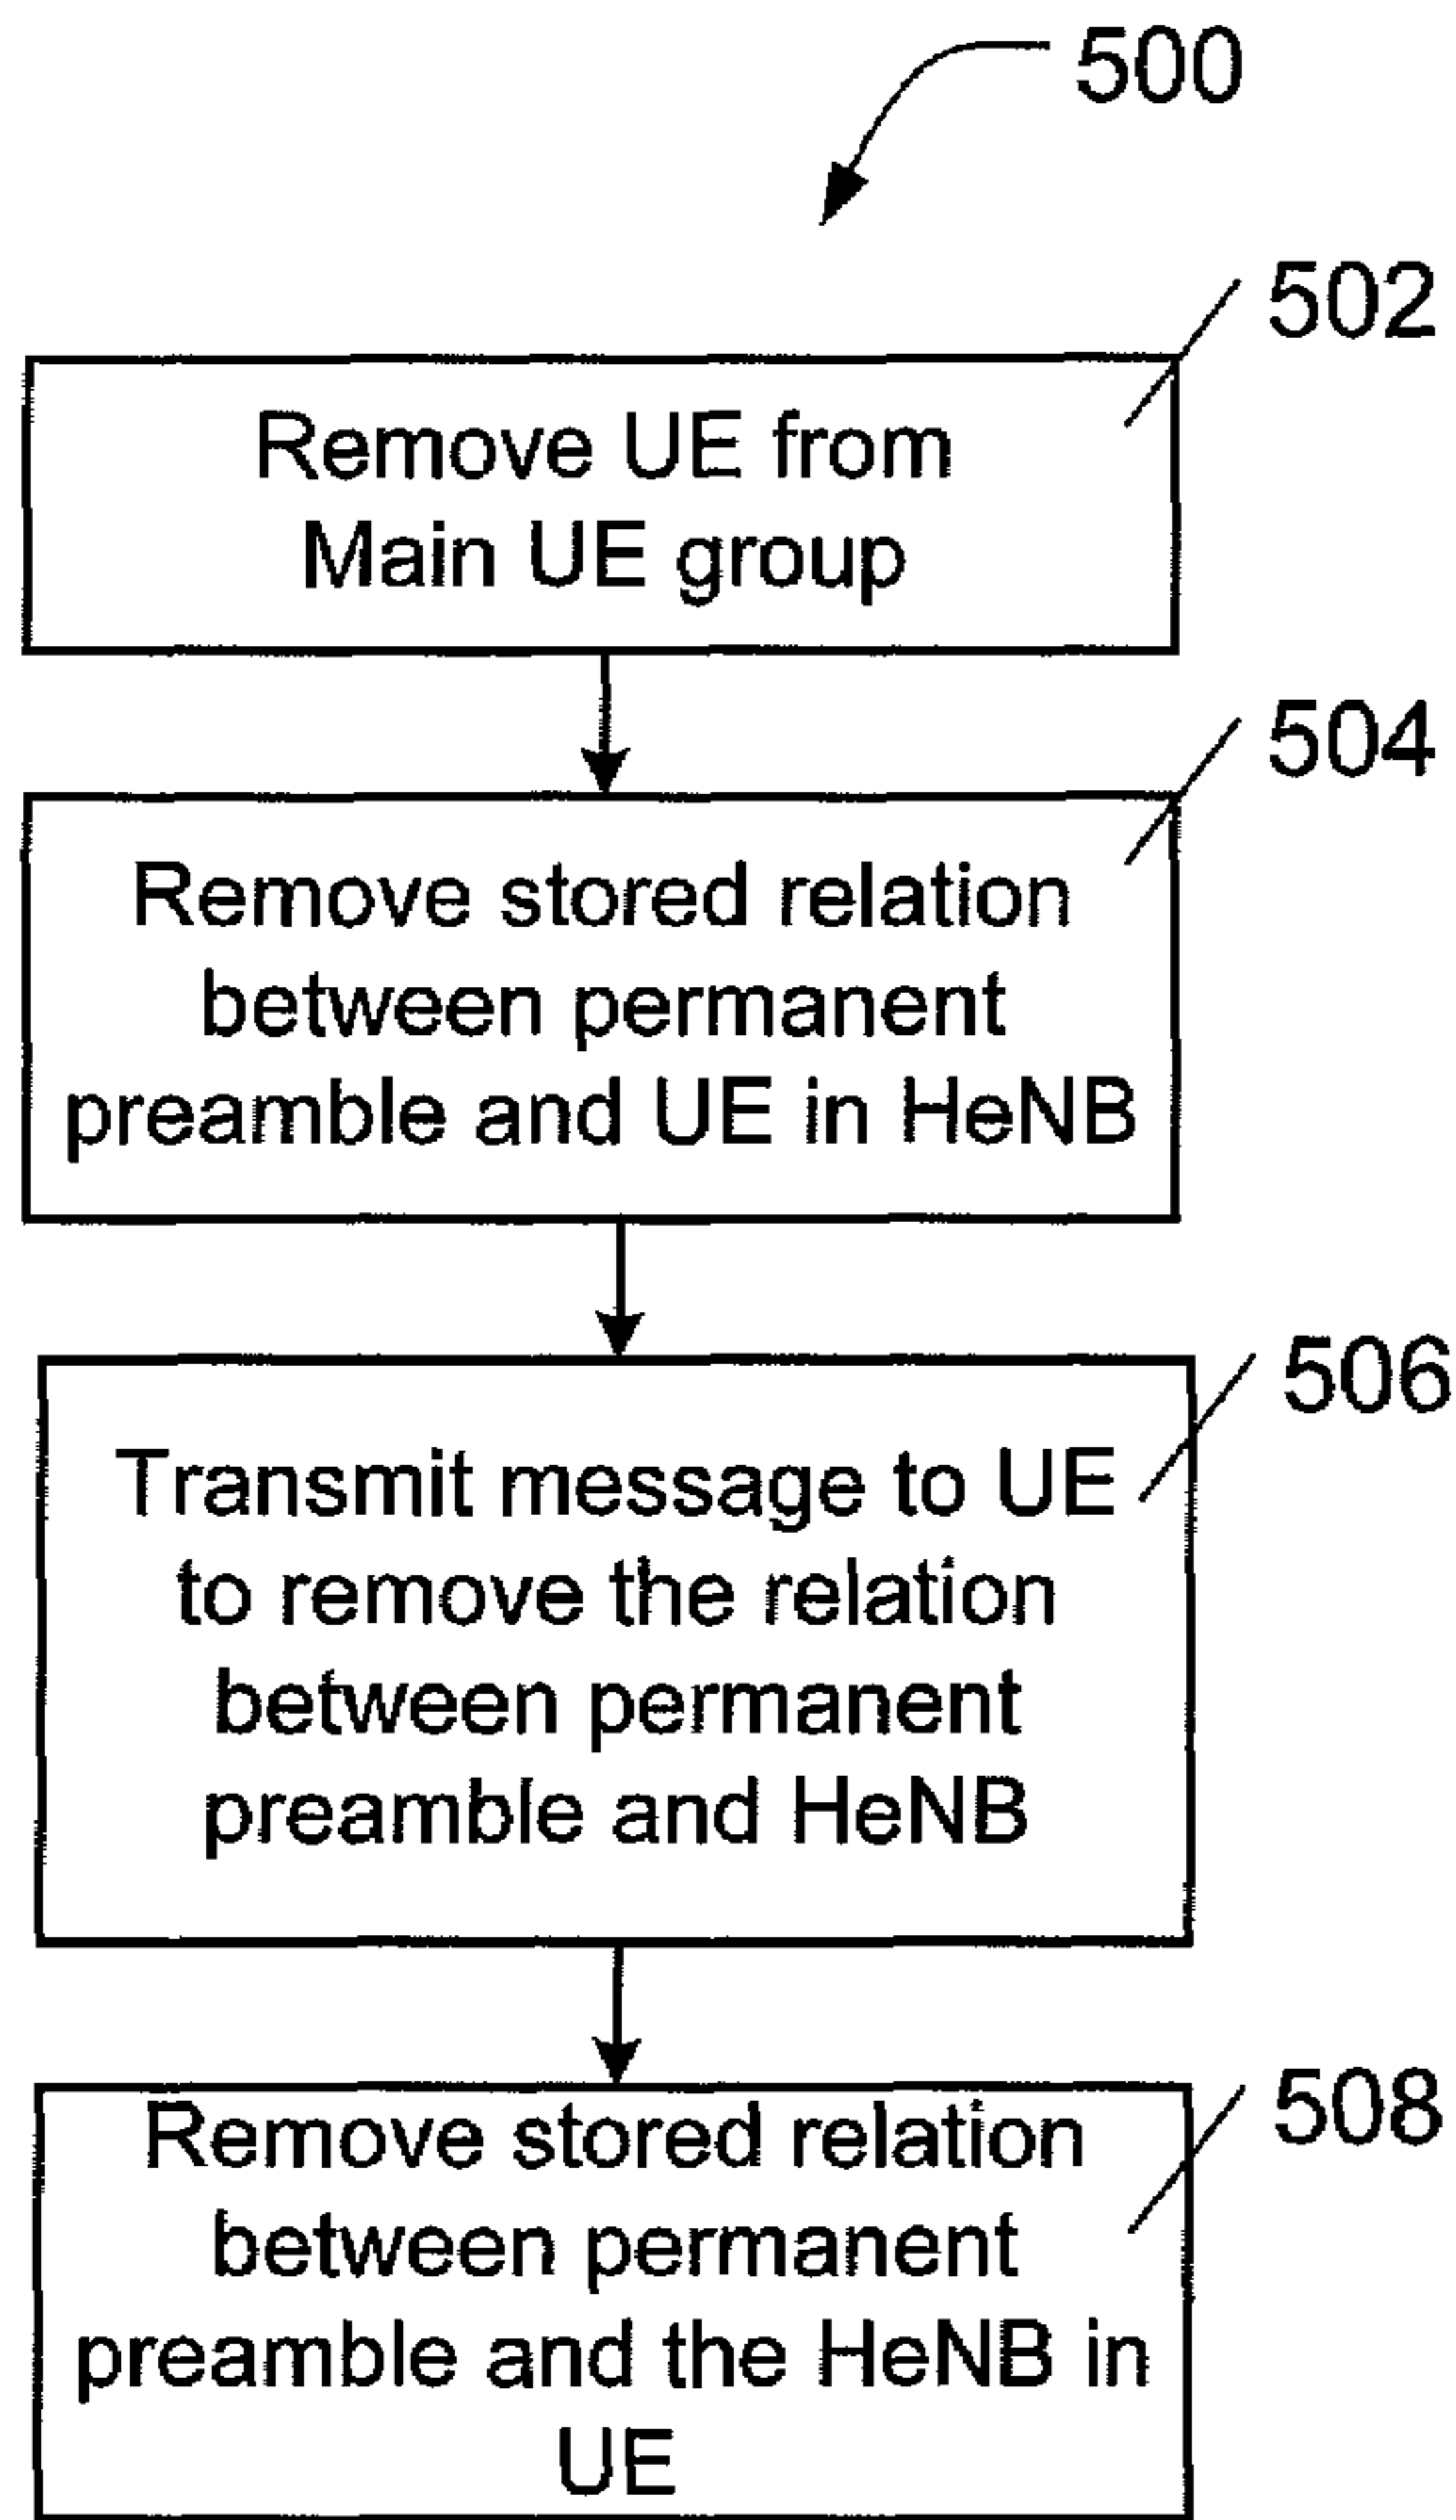 500
502
Remove UE from
Main UE group
504
Remove stored relation
between permanent
preamble and UE in HeNB
506
Transmit message to UE
to remove the relation
between permanent
preamble and HeNB
508
Remove stored relation
between permanent
preamble and the HeNB in
UE